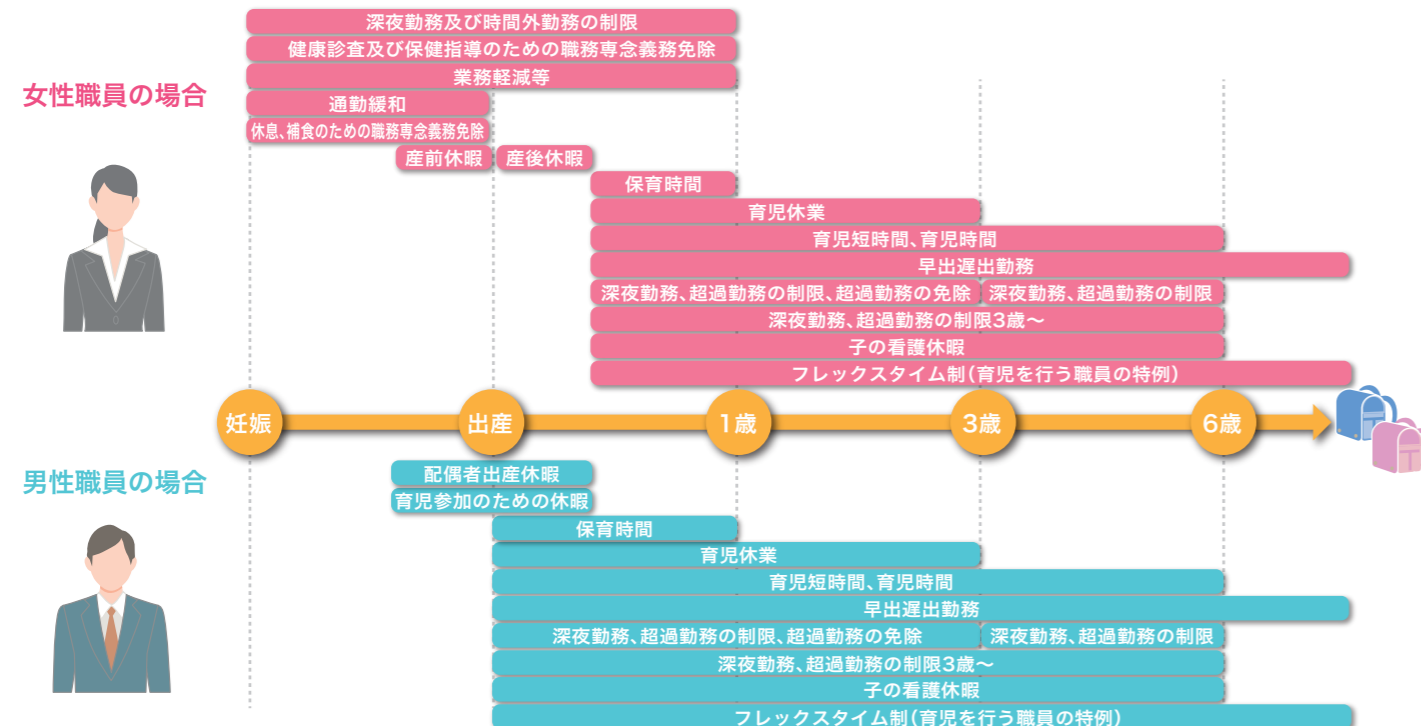 深夜勤務及び時間外勤務の制限
健康診査及び保健指導のための職務専念義務免除
業務軽減等
女性職員の場合
通勤緩和
休息、補食のための職務専念義務免除
産前休暇 産後休暇
保育時間
育児休業
育児短時間、育児時間
早出遅出勤務
深夜勤務、超過勤務の制限、超過勤務の免除 深夜勤務、超過勤務の制限
深夜勤務、超過勤務の制限3歳〜
子の看護休暇
フレックスタイム制(育児を行う職員の特例)
妊娠 出産 1歳 3歳 6歳
男性職員の場合
配偶者出産休暇
育児参加のための休暇
保育時間
育児休業
育児短時間、育児時間
早出遅出勤務
深夜勤務、超過勤務の制限、超過勤務の免除 深夜勤務、超過勤務の制限
深夜勤務、超過勤務の制限3歳〜
子の看護休暇
フレックスタイム制(育児を行う職員の特例)